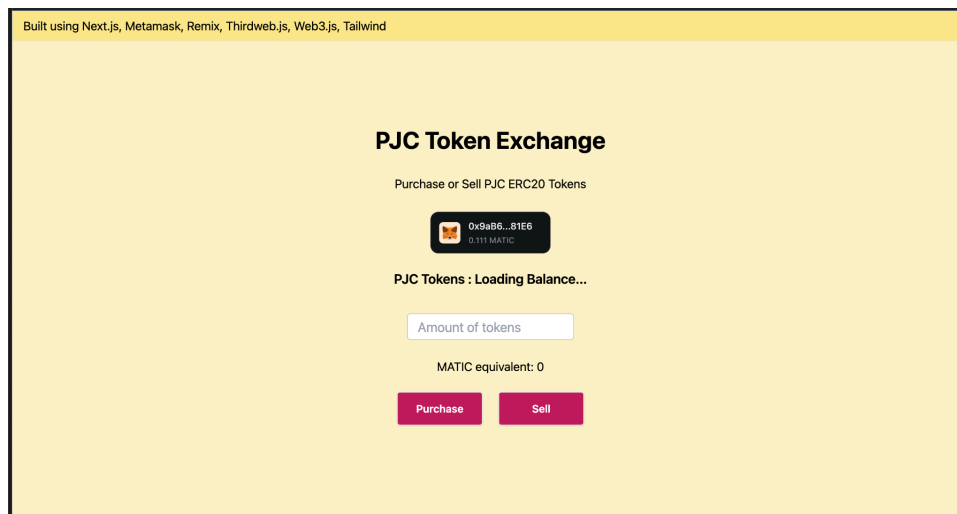 Built using Next.js, Metamask, Remix, Thirdweb.js, Web3.js, Tailwind
PJC Token Exchange
Purchase or Sell PJC ERC20 Tokens
0x9aB6...81E6
0.111 MATIC
PJC Tokens : Loading Balance...
Amount of tokens
MATIC equivalent: 0
Purchase
Sell